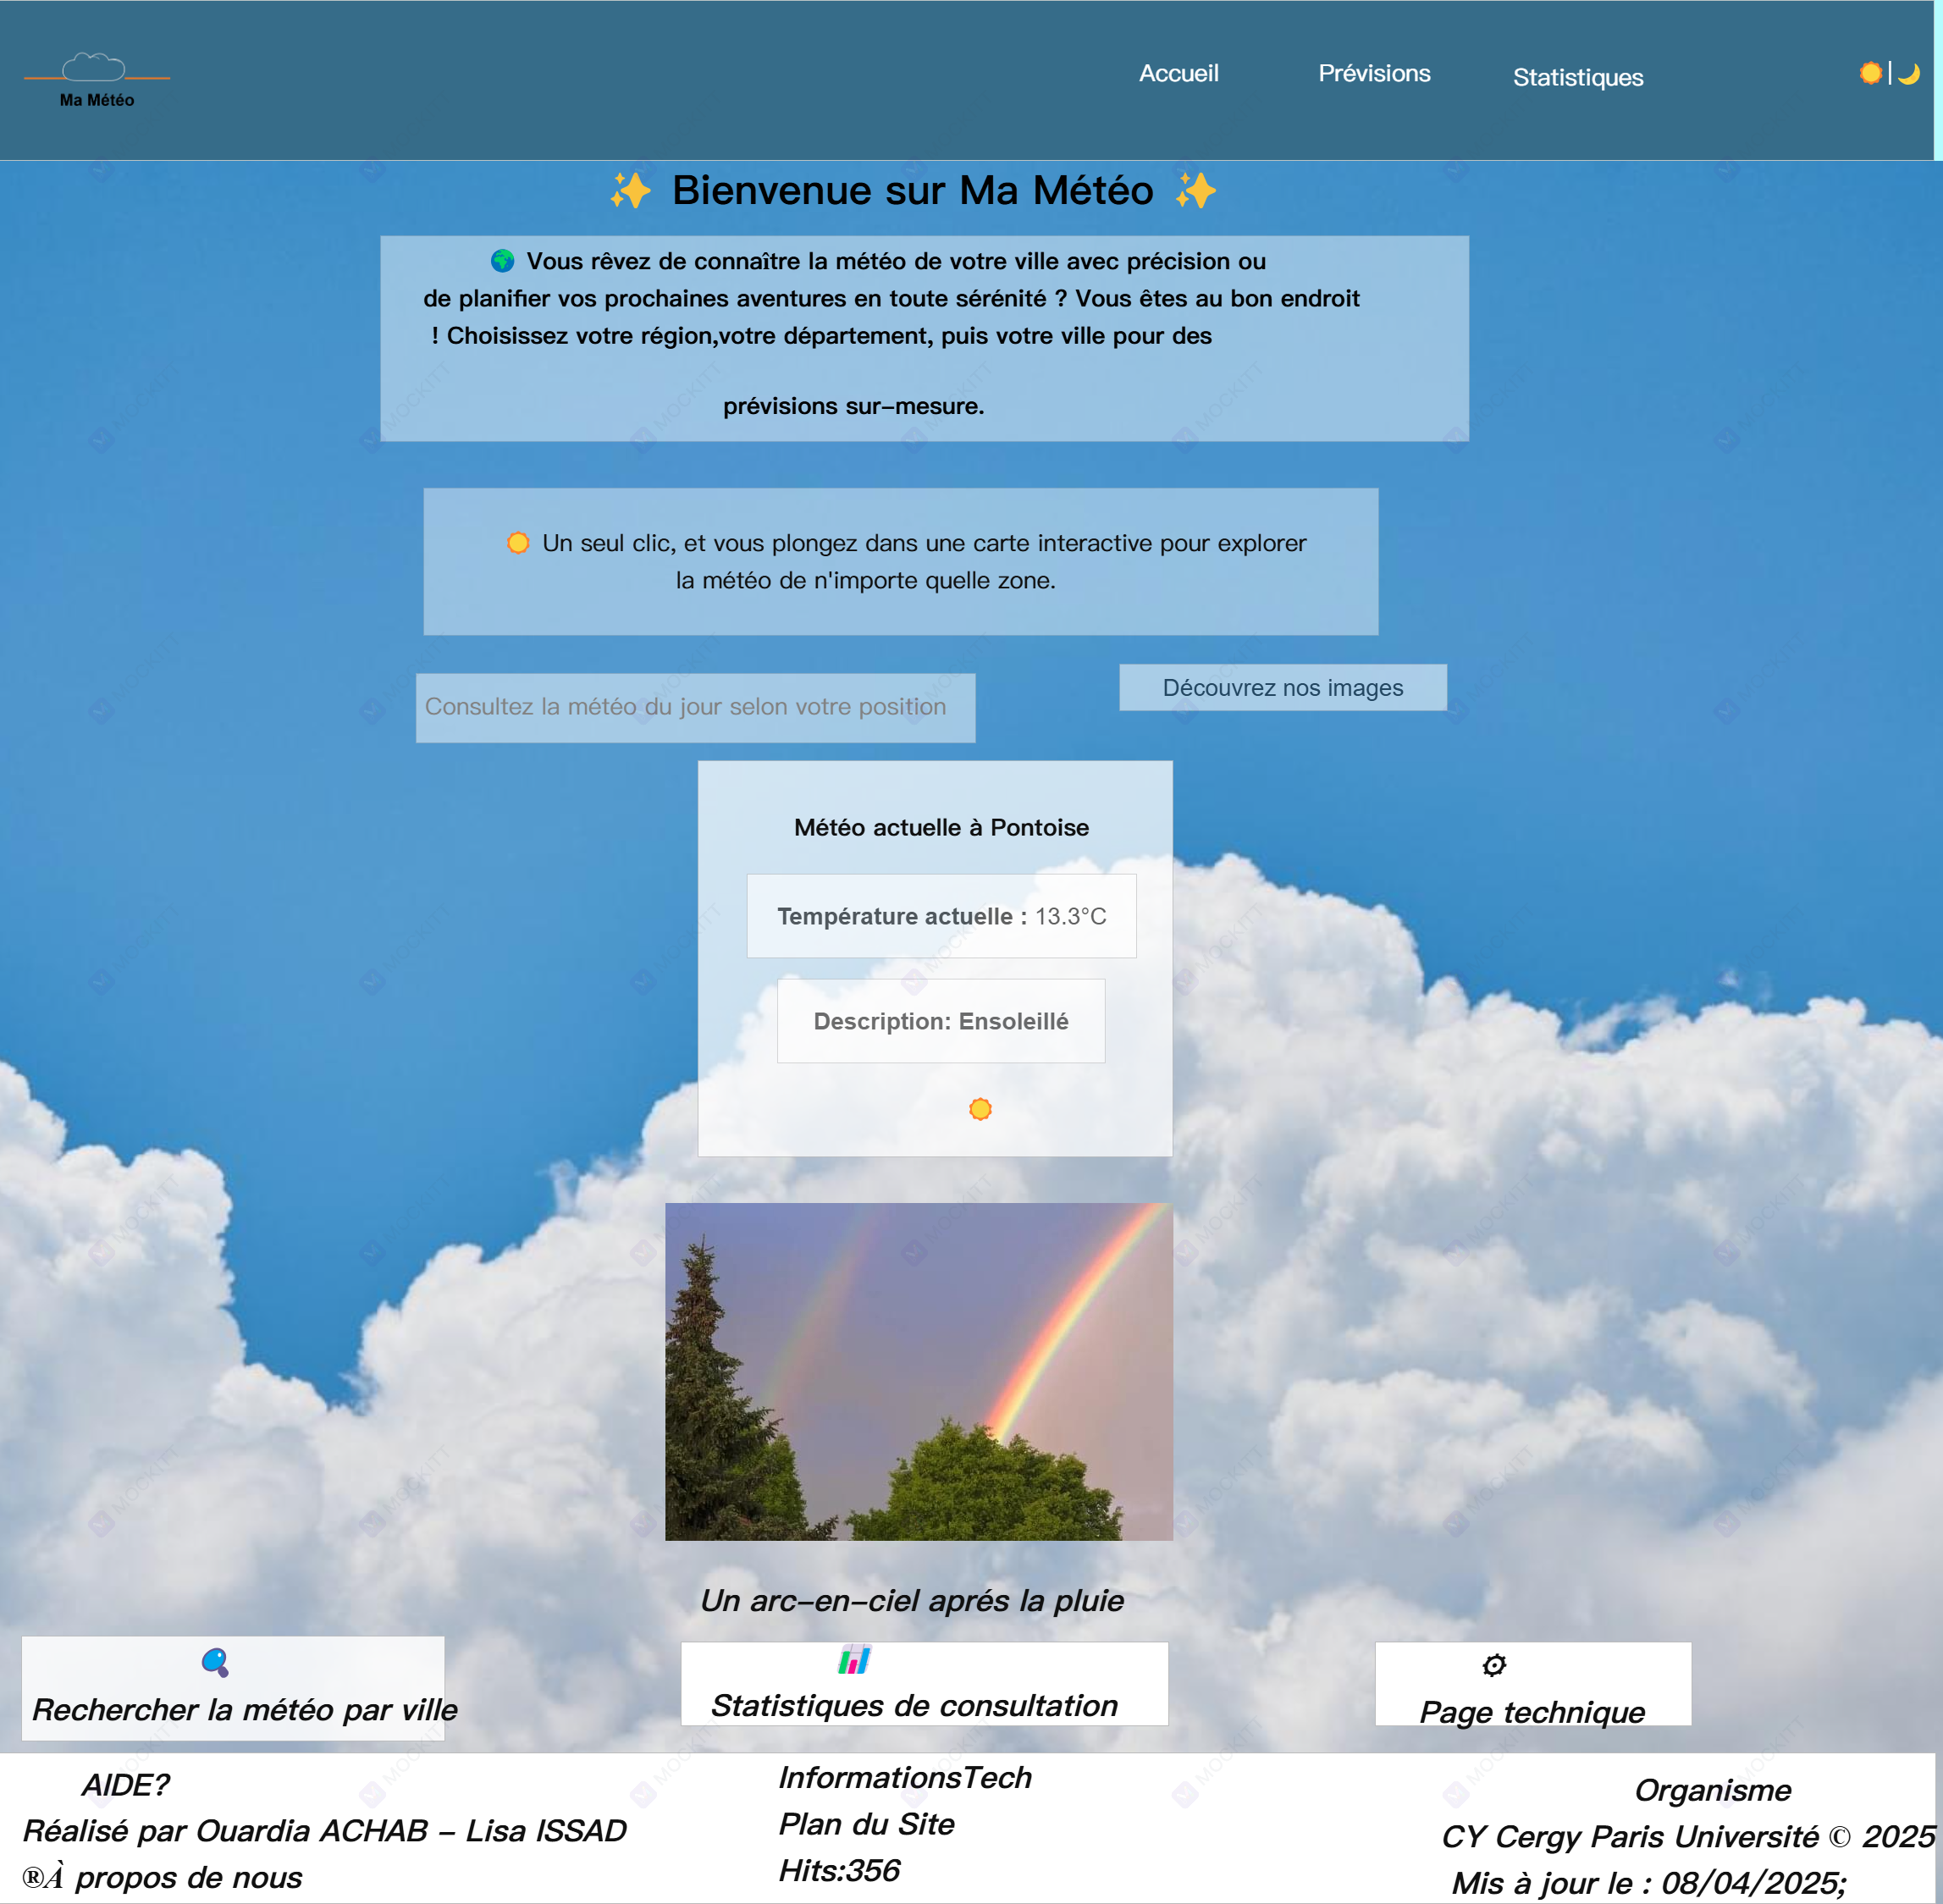 Ma Météo
Accueil
Prévisions
Statistiques
|
✨ Bienvenue sur Ma Météo ✨
🌍 Vous rêvez de connaître la météo de votre ville avec précision ou
de planifier vos prochaines aventures en toute sérénité ? Vous êtes au bon endroit
! Choisissez votre région,votre département, puis votre ville pour des
prévisions sur-mesure.
Un seul clic, et vous plongez dans une carte interactive pour explorer
la météo de n'importe quelle zone.
Découvrez nos images
Consultez la météo du jour selon votre position
Météo actuelle à Pontoise
Température actuelle : 13.3°C
Description: Ensoleillé
Un arc-en-ciel aprés la pluie
Rechercher la météo par ville
Statistiques de consultation
Page technique
AIDE?
Réalisé par Ouardia ACHAB - Lisa ISSAD
®À propos de nous
InformationsTech
Plan du Site
Hits:356
Organisme
CY Cergy Paris Université © 2025
Mis à jour le : 08/04/2025;
MOCKITT